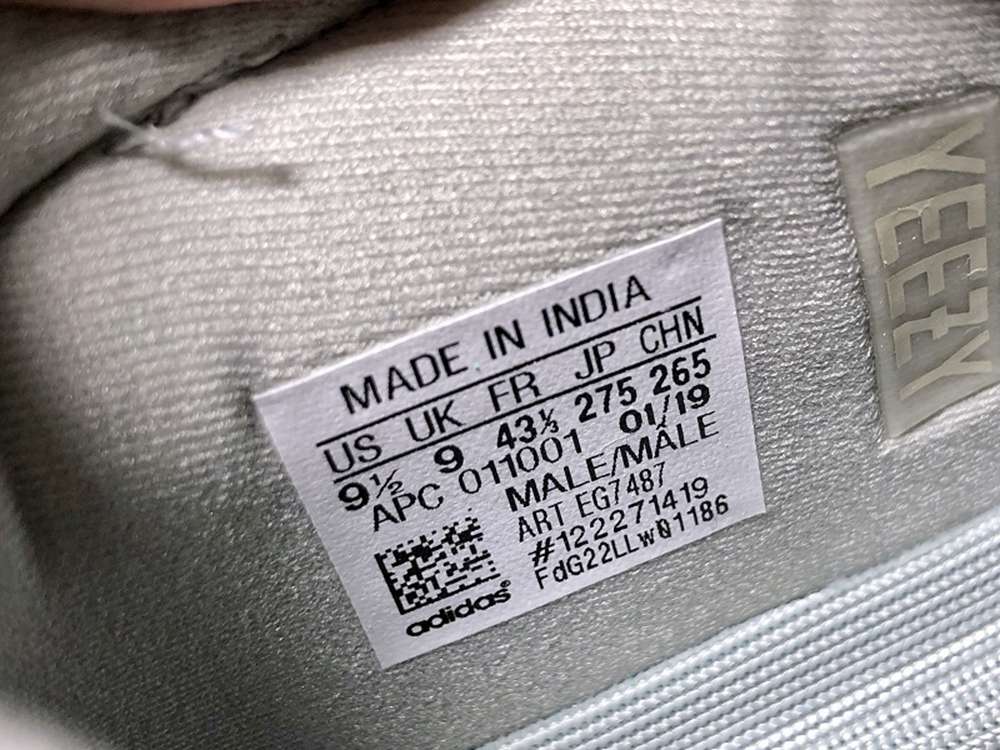 MADE IN INDIA
US UK FR JP CHN
9½ 9 43⅓ 275 265
APC 011001 01/19
MALE/MÂLE
ART EG7487
#122271419
FdG22LLwQ1186
adidas®
YEEZY